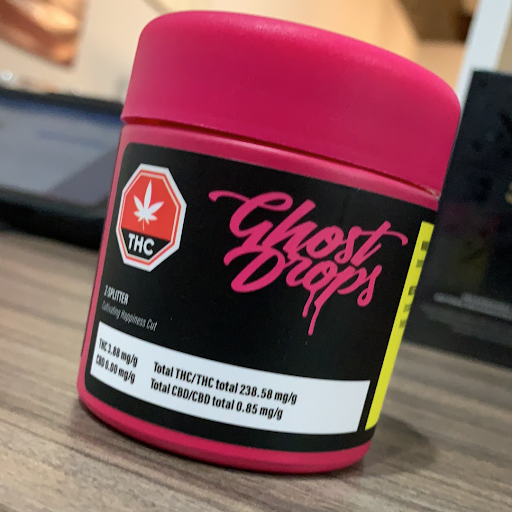 Ghost
Drops
THC
Z-SPLITTER
Cultivating Happiness Cut
THC 3.88 mg/g Total THC/THC total 238.58 mg/g
CBD 0.00 mg/g Total CBD/CBD total 0.85 mg/g